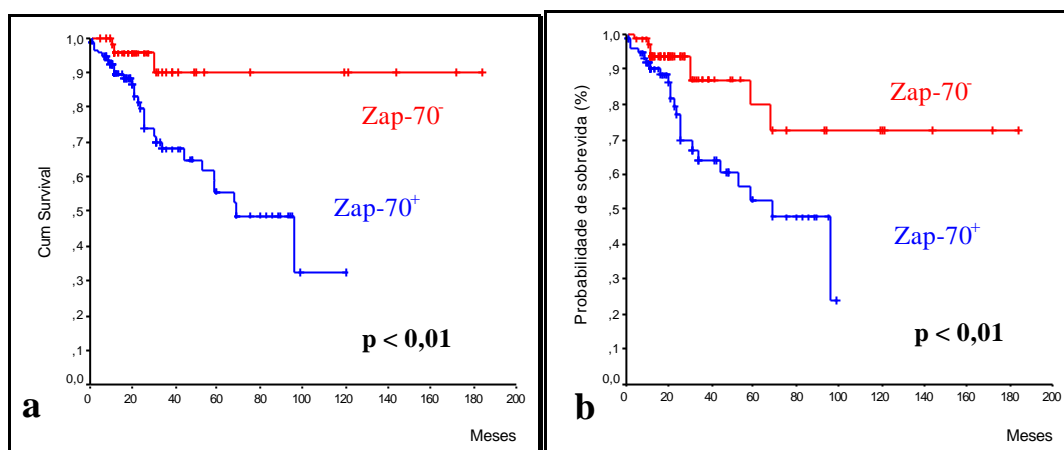 Cum Survival
1,0
,9
,8
,7
,6
,5
,4
,3
,2
,1
0,0
0 20 40 60 80 100 120 140 160 180 200
Meses
Zap-70-
Zap-70+
p < 0,01
a
Probabilidade de sobrevida (%)
1,0
,9
,8
,7
,6
,5
,4
,3
,2
,1
0,0
0 20 40 60 80 100 120 140 160 180 200
Meses
Zap-70-
Zap-70+
p < 0,01
b